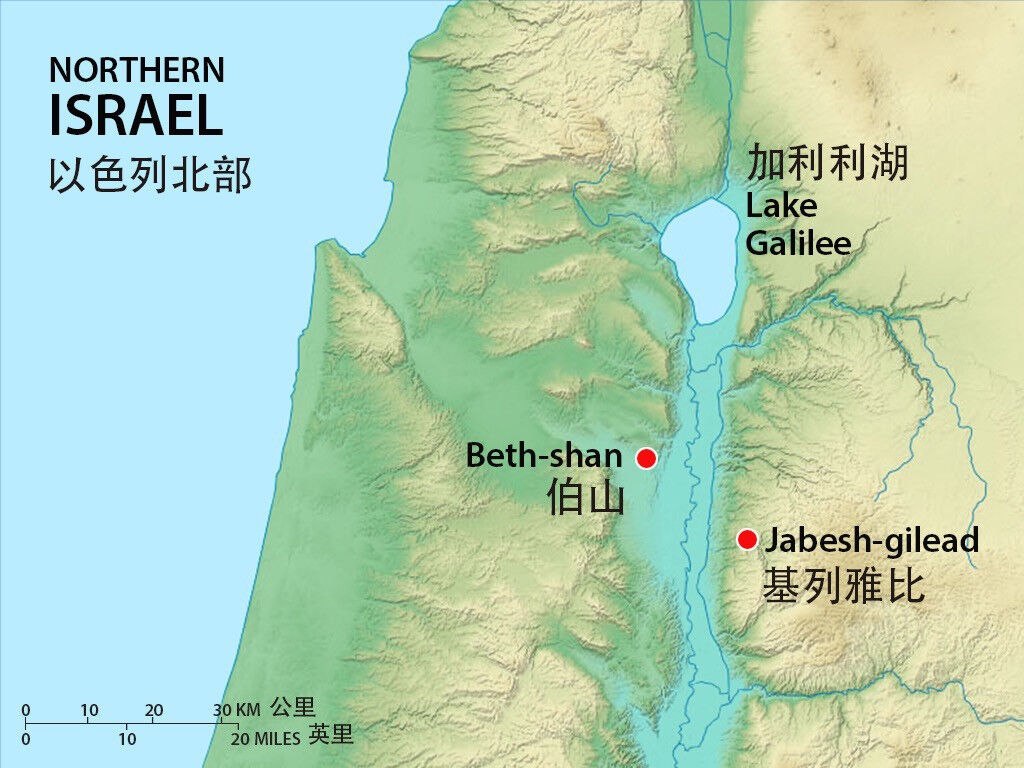 NORTHERN
ISRAEL
以色列北部
加利利湖
Lake
Galilee
Beth-shan
伯山
Jabesh-gilead
基列雅比
0 10 20 30 KM 公里
0 10 20 MILES 英里